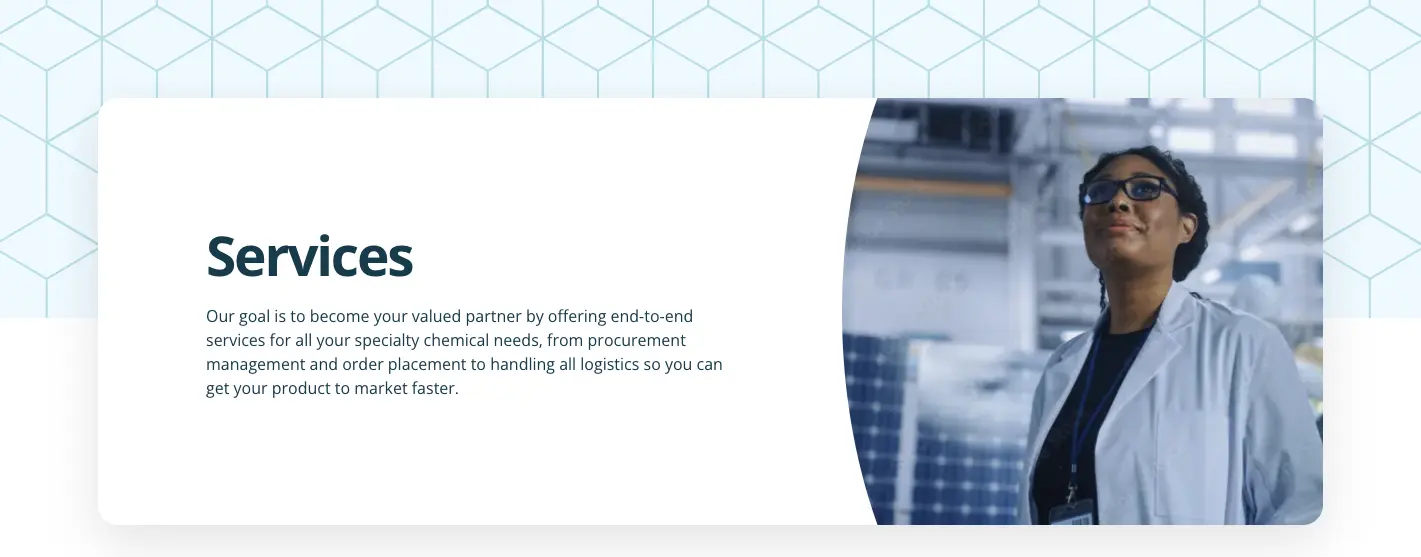 Services
Our goal is to become your valued partner by offering end-to-end
services for all your specialty chemical needs, from procurement
management and order placement to handling all logistics so you can
get your product to market faster.